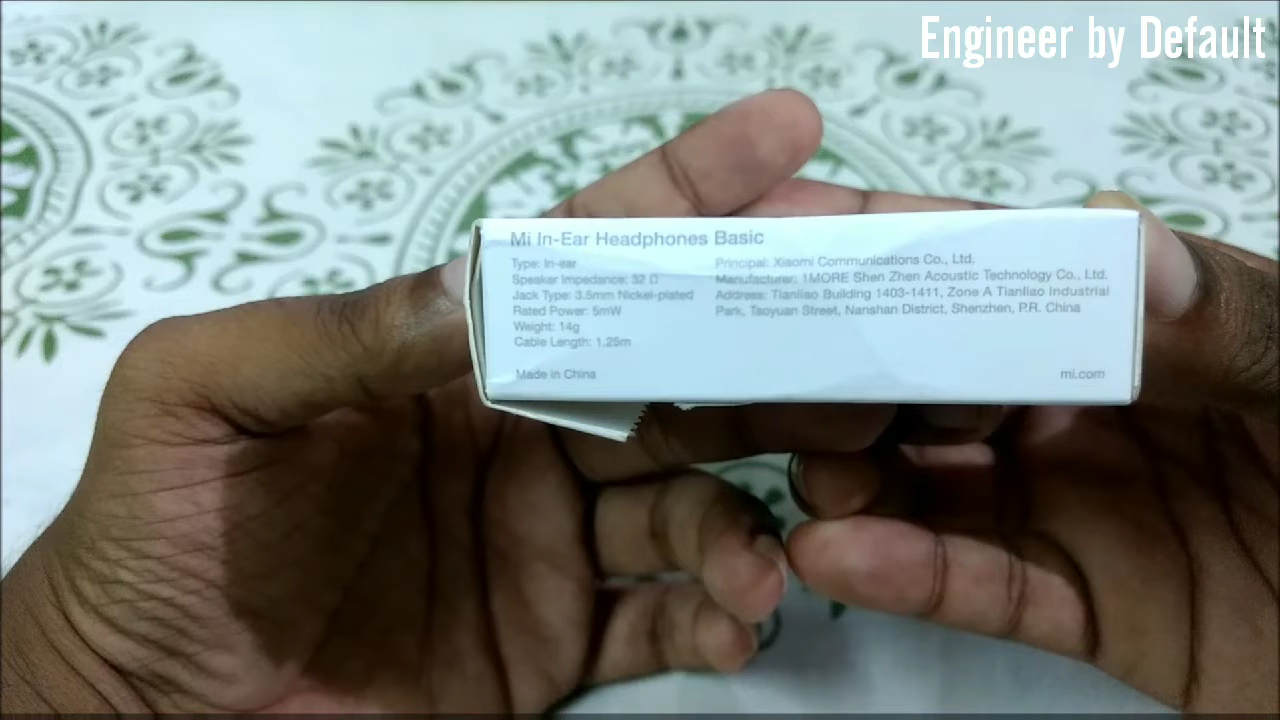 Engineer by Default
Mi In-Ear Headphones Basic
Type: In-ear
Speaker Impedance: 32 Ω
Jack Type: 3.5mm Nickel-plated
Rated Power: 5mW
Weight: 14g
Cable Length: 1.25m
Principal: Xiaomi Communications Co., Ltd.
Manufacturer: 1MORE Shen Zhen Acoustic Technology Co., Ltd.
Address: Tianliao Building 1403-1411, Zone A Tianliao Industrial
Park, Taoyuan Street, Nanshan District, Shenzhen, P.R. China
Made in China
mi.com